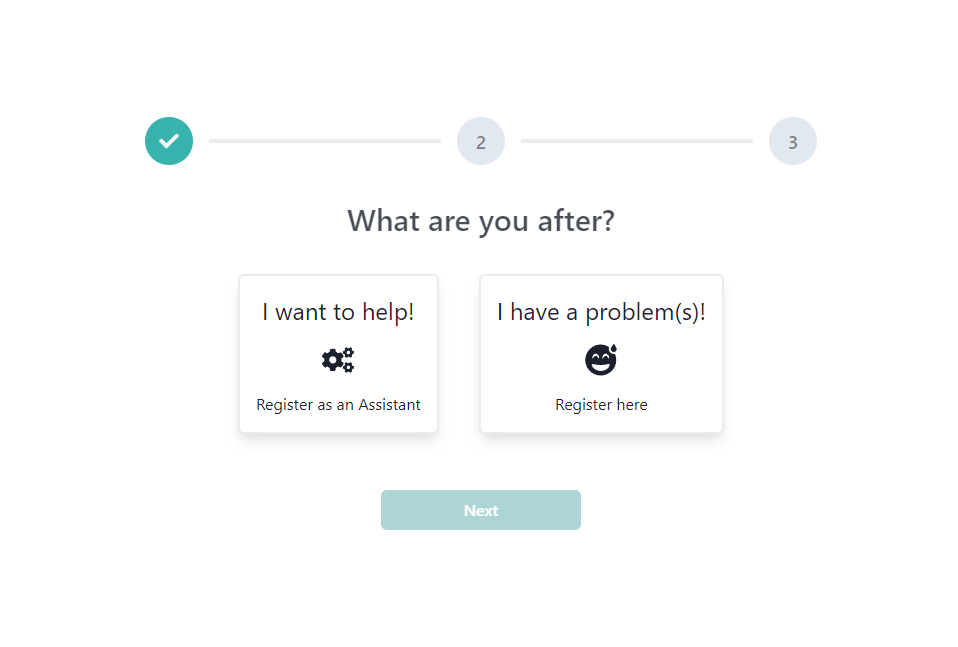 2
3
What are you after?
I want to help!
I have a problem(s)!
Register as an Assistant
Register here
Next